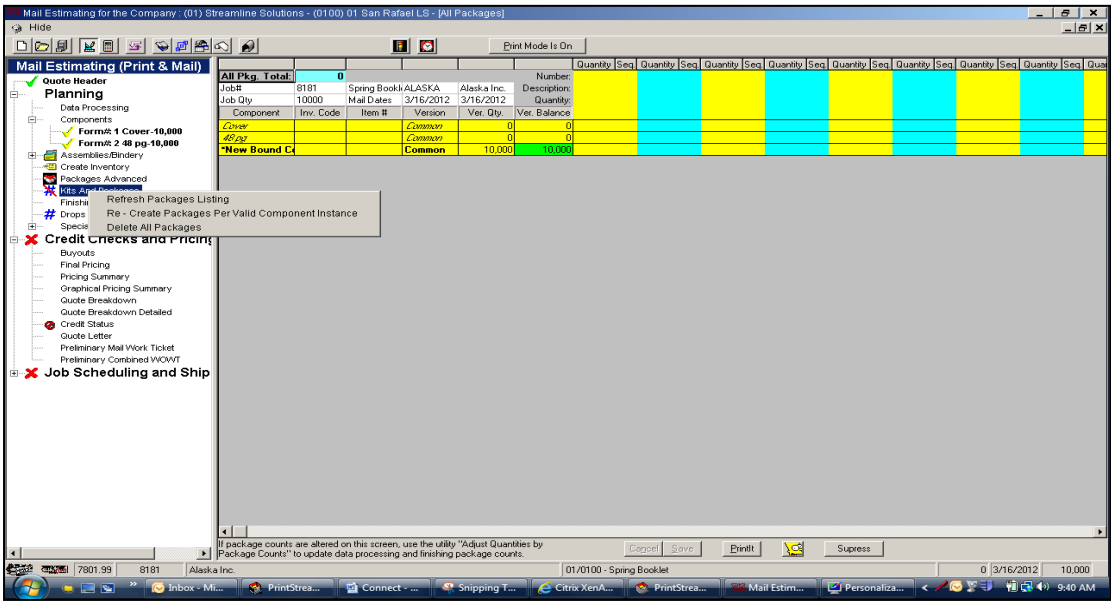 Mail Estimating for the Company : (01) Streamline Solutions - (0100) 01 San Rafael LS - [All Packages]
Hide
Print Mode Is On
Mail Estimating (Print & Mail)
Quote Header
Planning
Data Processing
Components
Form#: 1 Cover-10,000
Form#: 2 48 pg-10,000
Assemblies/Bindery
Create Inventory
Packages Advanced
Kits And Packages
Finishi
Drops
Specia
Refresh Packages Listing
Re - Create Packages Per Valid Component Instance
Delete All Packages
Credit Checks and Pricing
Buyouts
Final Pricing
Pricing Summary
Graphical Pricing Summary
Quote Breakdown
Quote Breakdown Detailed
Credit Status
Quote Letter
Preliminary Mail Work Ticket
Preliminary Combined WOWT
Job Scheduling and Ship
Quantity Seq Quantity Seq Quantity Seq Quantity Seq Quantity Seq Quantity Seq Quantity Seq Quantity Seq Qua
All Pkg. Total: 0 Number:
Job# 8181 Spring Bookl ALASKA Alaska Inc. Description:
Job Qty 10000 Mail Dates 3/16/2012 3/16/2012 Quantity:
Component Inv. Code Item # Version Ver. Qty. Ver. Balance
Cover Common 0 0
48 pg Common 0 0
*New Bound Co Common 10,000 10,000
If package counts are altered on this screen, use the utility "Adjust Quantities by
Package Counts" to update data processing and finishing package counts.
Cancel Save PrintIt Supress
7801.99 8181 Alaska Inc. 01/0100 - Spring Booklet 0 3/16/2012 10,000
Inbox - Mi... PrintStrea... Connect - ... Snipping T... Citrix XenA... PrintStrea... Mail Estim... Personaliza... 9:40 AM